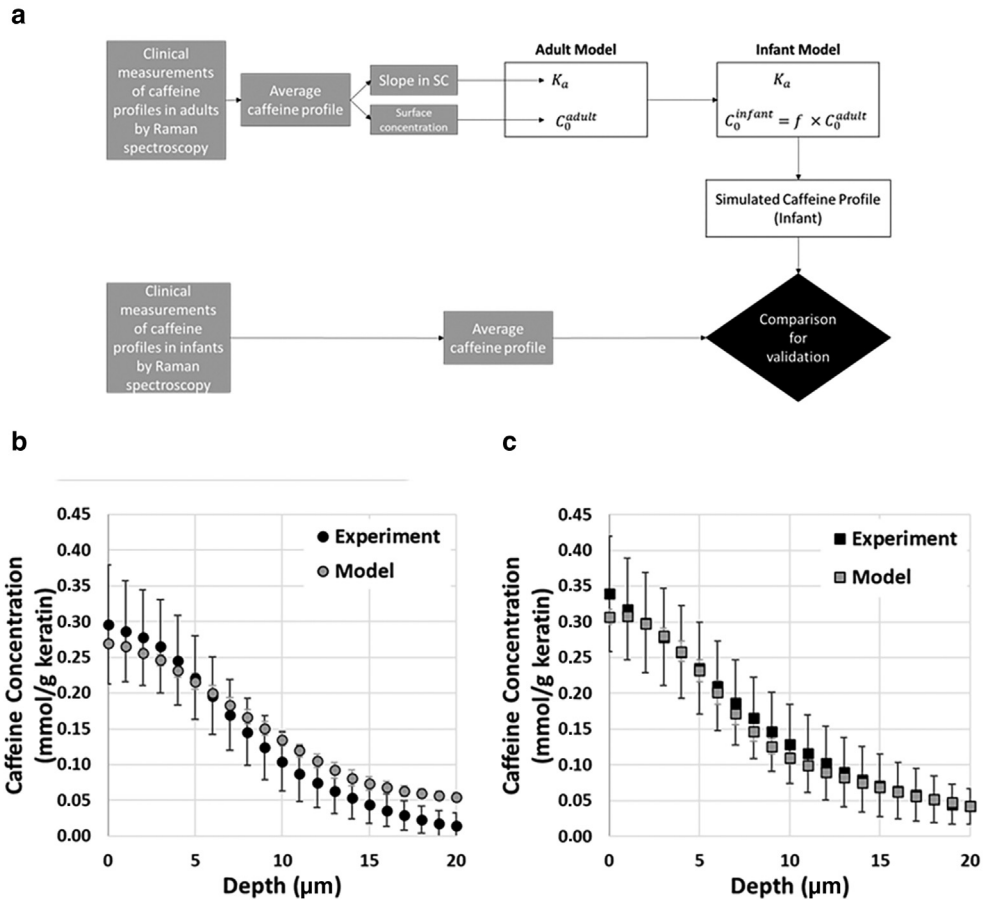 a
Clinical
measurements
of caffeine
profiles in adults
by Raman
spectroscopy
Average
caffeine profile
Slope in SC
Surface
concentration
Adult Model
K_a
C_0^{adult}
Infant Model
K_a
C_0^{infant} = f × C_0^{adult}
Simulated Caffeine Profile
(Infant)
Clinical
measurements
of caffeine
profiles in infants
by Raman
spectroscopy
Average
caffeine profile
Comparison
for
validation
b
Caffeine Concentration
(mmol/g keratin)
0.45
0.40
0.35
0.30
0.25
0.20
0.15
0.10
0.05
0.00
Experiment
Model
0 5 10 15 20
Depth (µm)
c
Caffeine Concentration
(mmol/g keratin)
0.45
0.40
0.35
0.30
0.25
0.20
0.15
0.10
0.05
0.00
Experiment
Model
0 5 10 15 20
Depth (µm)